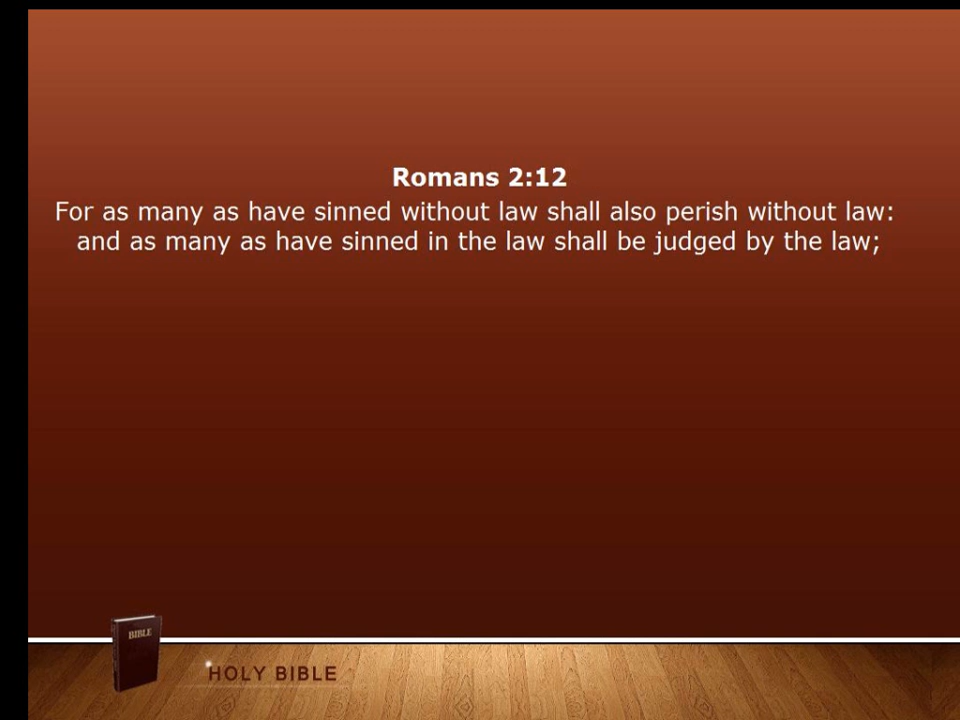 Romans 2:12
For as many as have sinned without law shall also perish without law:
and as many as have sinned in the law shall be judged by the law;
BIBLE
HOLY BIBLE